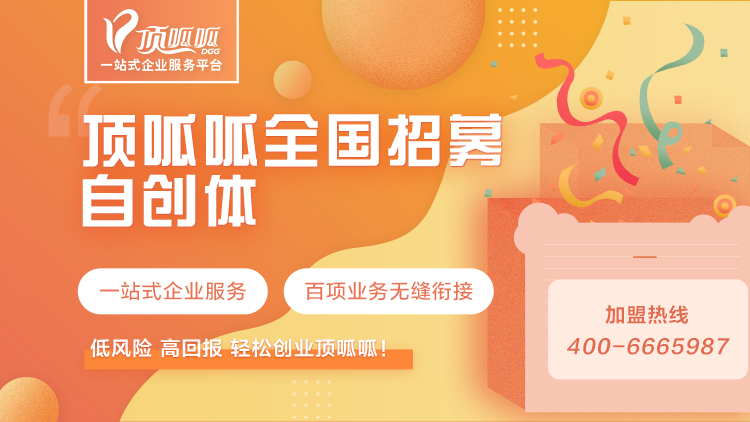 顶呱呱
DGG
一站式企业服务平台
顶呱呱全国招募
自创体
一站式企业服务
百项业务无缝衔接
低风险 高回报 轻松创业顶呱呱!
加盟热线
400-6665987